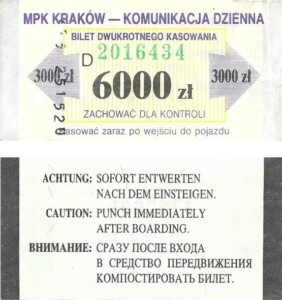 MPK KRAKÓW — KOMUNIKACJA DZIENNA
BILET DWUKROTNEGO KASOWANIA
D 2016434
3000 zł 6000 zł 3000 zł
ZACHOWAĆ DLA KONTROLI
Kasować zaraz po wejściu do pojazdu
ACHTUNG: SOFORT ENTWERTEN
NACH DEM EINSTEIGEN.
CAUTION: PUNCH IMMEDIATELY
AFTER BOARDING.
ВНИМАНИЕ: СРАЗУ ПОСЛЕ ВХОДА
В СРЕДСТВО ПЕРЕДВИЖЕНИЯ
КОМПОСТИРОВАТЬ БИЛЕТ.